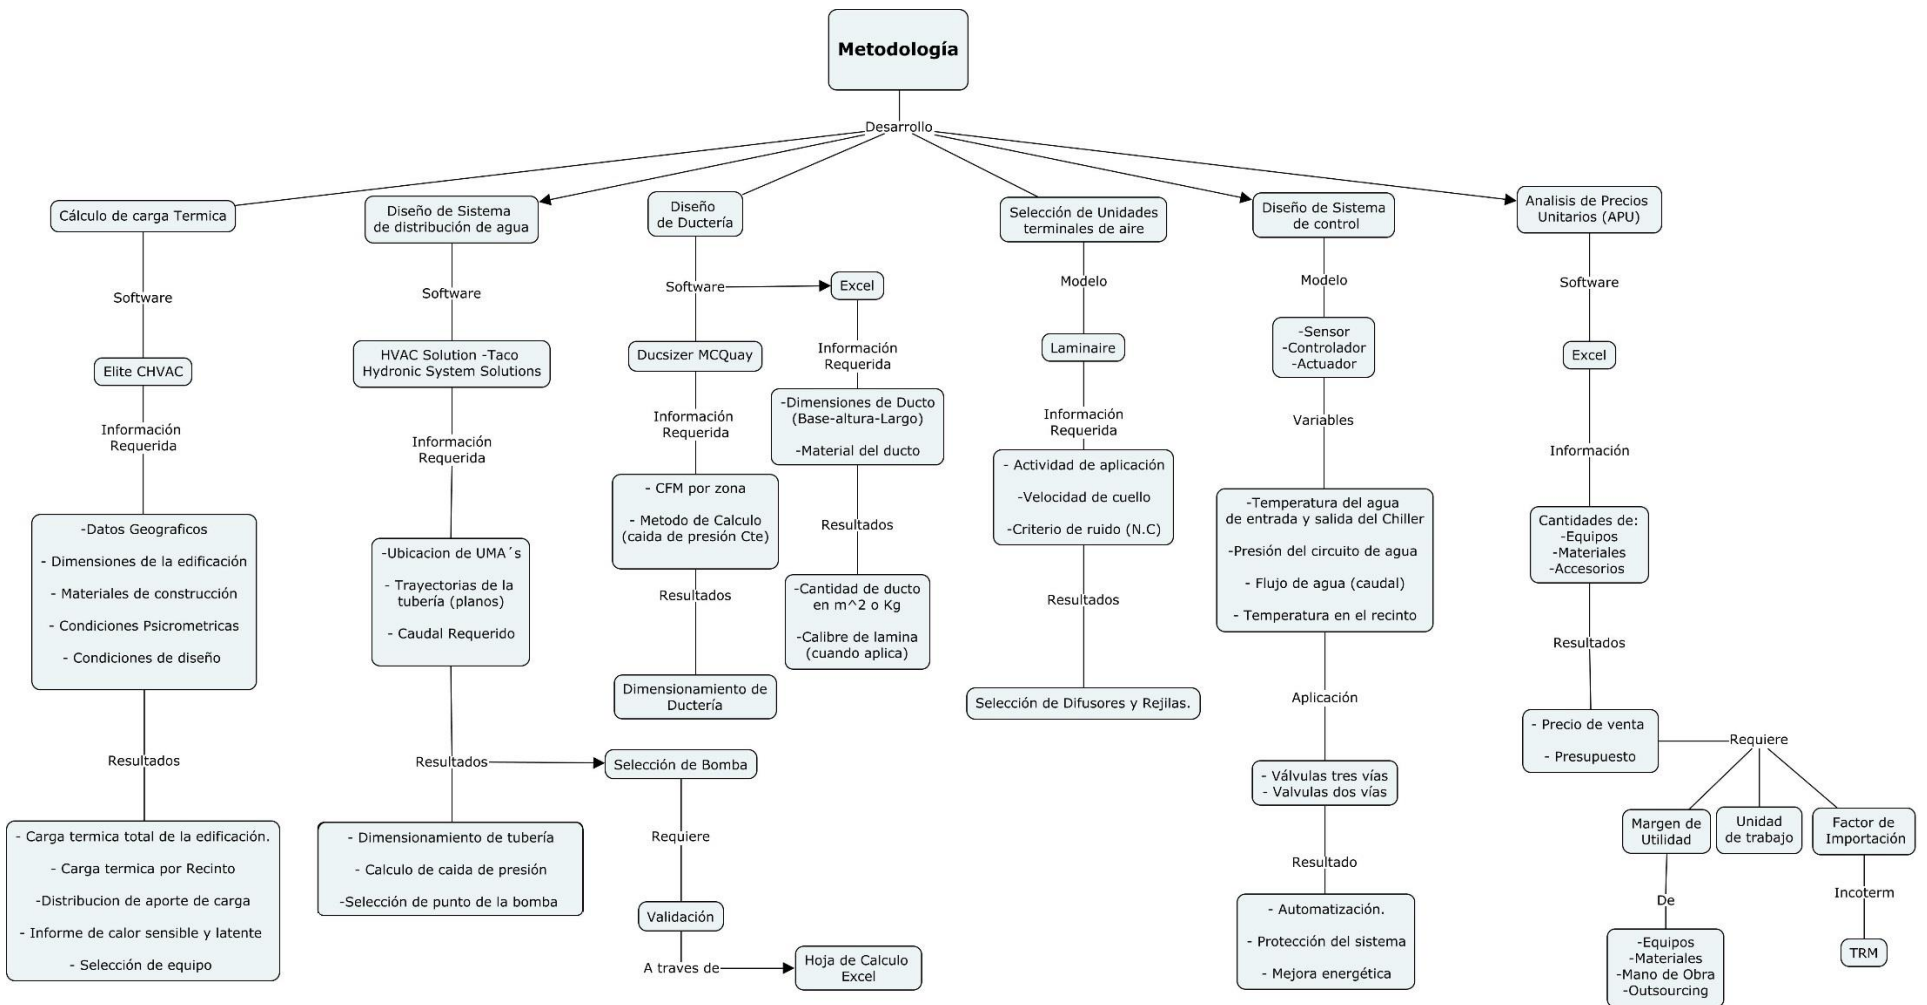 Metodología
Desarrollo
Cálculo de carga Termica
Software
Elite CHVAC
Información
Requerida
-Datos Geograficos
- Dimensiones de la edificación
- Materiales de construcción
- Condiciones Psicrometricas
- Condiciones de diseño
Resultados
- Carga termica total de la edificación.
- Carga termica por Recinto
-Distribucion de aporte de carga
- Informe de calor sensible y latente
- Selección de equipo
Diseño de Sistema
de distribución de agua
Software
HVAC Solution -Taco
Hydronic System Solutions
Información
Requerida
-Ubicacion de UMA´s
- Trayectorias de la
tubería (planos)
- Caudal Requerido
Resultados
- Dimensionamiento de tubería
- Calculo de caida de presión
-Selección de punto de la bomba
Selección de Bomba
Requiere
Validación
A traves de
Hoja de Calculo
Excel
Diseño
de Ductería
Software
Ducsizer MCQuay
Información
Requerida
- CFM por zona
- Metodo de Calculo
(caida de presión Cte)
Resultados
Dimensionamiento de
Ductería
Excel
Información
Requerida
-Dimensiones de Ducto
(Base-altura-Largo)
-Material del ducto
Resultados
-Cantidad de ducto
en m^2 o Kg
-Calibre de lamina
(cuando aplica)
Selección de Unidades
terminales de aire
Modelo
Laminaire
Información
Requerida
- Actividad de aplicación
-Velocidad de cuello
-Criterio de ruido (N.C)
Resultados
Selección de Difusores y Rejilas.
Diseño de Sistema
de control
Modelo
-Sensor
-Controlador
-Actuador
Variables
-Temperatura del agua
de entrada y salida del Chiller
-Presión del circuito de agua
- Flujo de agua (caudal)
- Temperatura en el recinto
Aplicación
- Válvulas tres vías
- Valvulas dos vías
Resultado
- Automatización.
- Protección del sistema
- Mejora energética
Analisis de Precios
Unitarios (APU)
Software
Excel
Información
Cantidades de:
-Equipos
-Materiales
-Accesorios
Resultados
- Precio de venta
- Presupuesto
Requiere
Margen de
Utilidad
De
-Equipos
-Materiales
-Mano de Obra
-Outsourcing
Unidad
de trabajo
Factor de
Importación
Incoterm
TRM